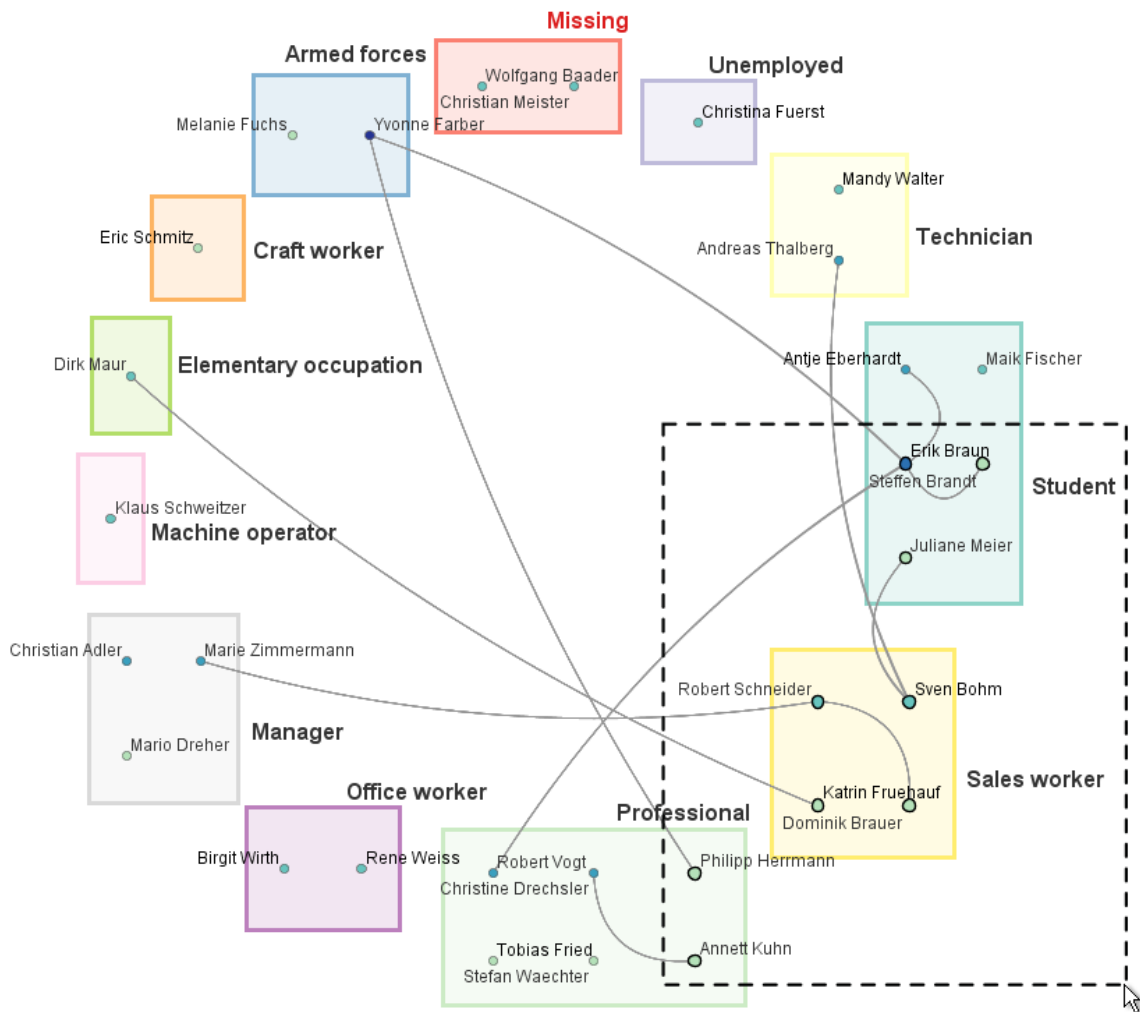 Missing
Armed forces
Unemployed
Wolfgang Baader
Christian Meister
Melanie Fuchs
Yvonne Farber
Christina Fuerst
Mandy Walter
Eric Schmitz
Craft worker
Andreas Thalberg
Technician
Dirk Maur
Elementary occupation
Antje Eberhardt
Maik Fischer
Erik Braun
Steffen Brandt
Student
Klaus Schweitzer
Machine operator
Juliane Meier
Christian Adler
Marie Zimmermann
Robert Schneider
Sven Bohm
Mario Dreher
Manager
Sales worker
Office worker
Katrin Fruehauf
Dominik Brauer
Professional
Birgit Wirth
Rene Weiss
Robert Vogt
Christine Drechsler
Philipp Herrmann
Tobias Fried
Stefan Waechter
Annett Kuhn